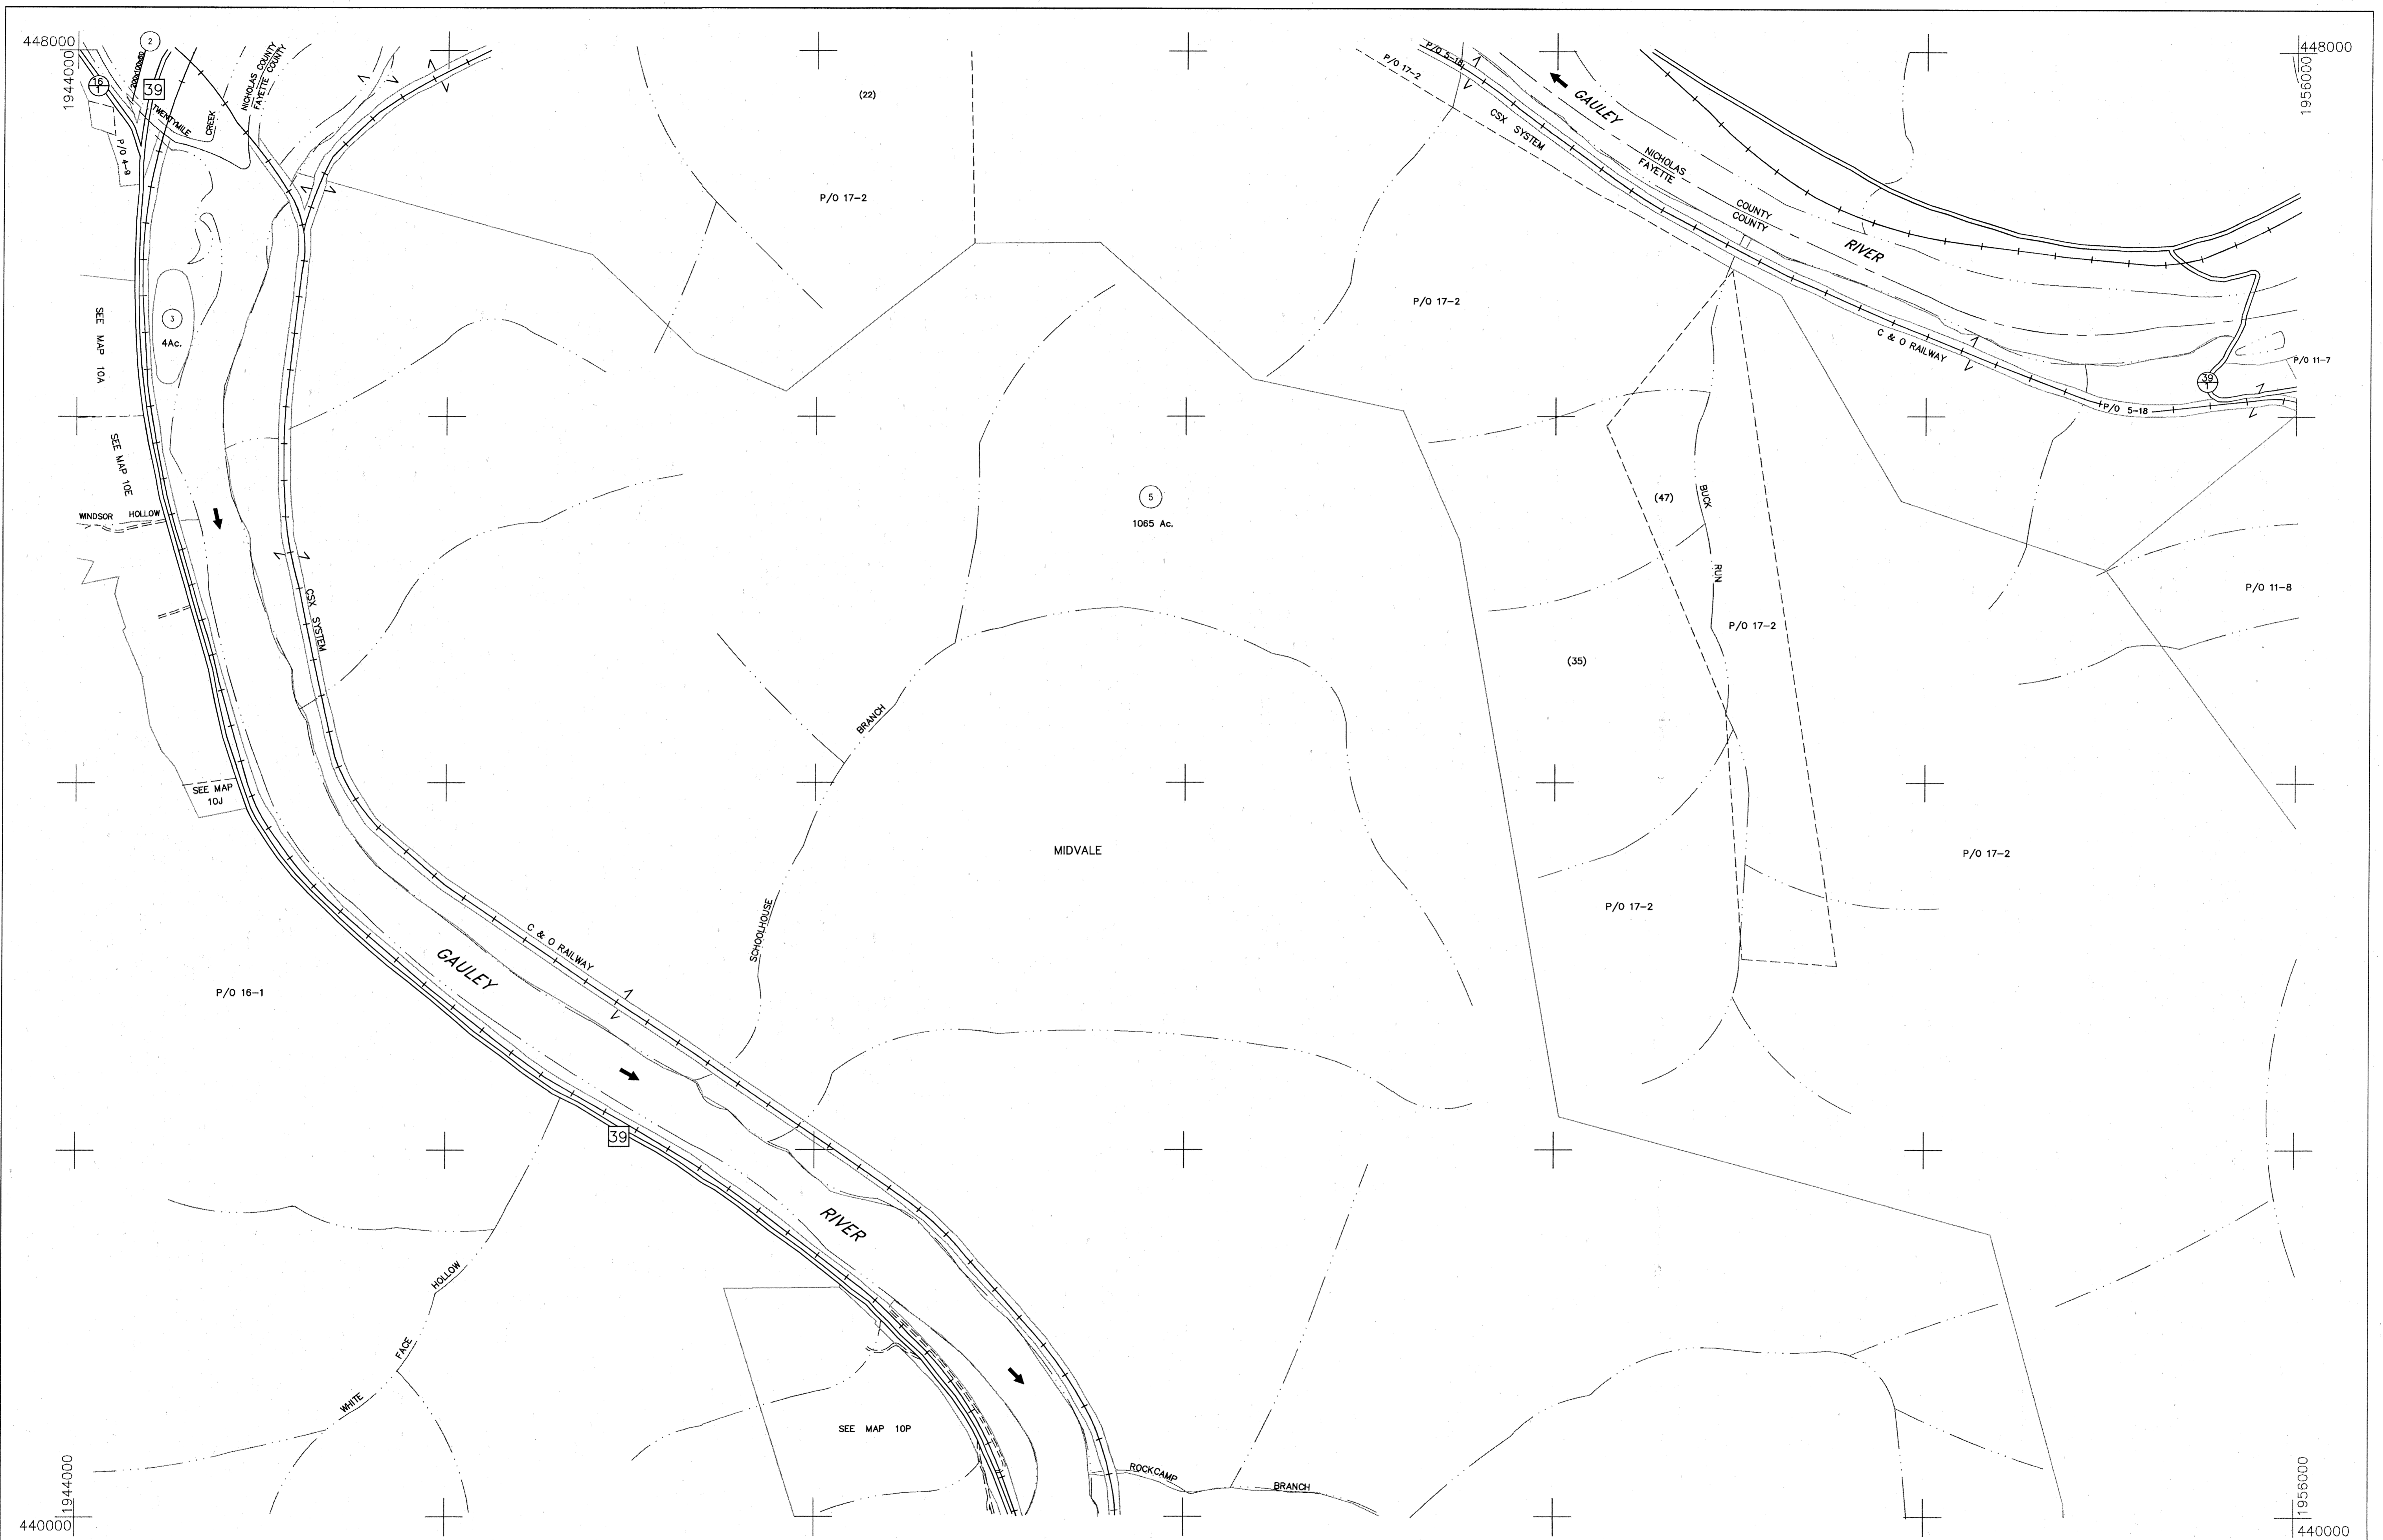 448000
1944000
2
200x100x80
16
1
39
TWENTYMILE
CREEK
NICHOLAS COUNTY
FAYETTE COUNTY
P/O 4-9
(22)
P/O 17-2
P/O 17-2
P/O 5-18
CSX SYSTEM
GAULEY
NICHOLAS
FAYETTE
COUNTY
COUNTY
RIVER
448000
1956000
P/O 17-2
C & O RAILWAY
P/O 11-7
39
1
P/O 5-18
SEE MAP 10A
3
4Ac.
SEE MAP 10E
WINDSOR HOLLOW
CSX SYSTEM
5
1065 Ac.
(47)
BUCK
RUN
P/O 17-2
P/O 11-8
(35)
BRANCH
SCHOOLHOUSE
SEE MAP
10J
MIDVALE
P/O 17-2
P/O 17-2
C & O RAILWAY
GAULEY
P/O 16-1
39
RIVER
HOLLOW
FACE
WHITE
SEE MAP 10P
ROCKCAMP
BRANCH
1944000
440000
1956000
440000